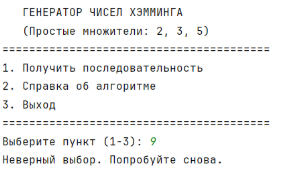 ГЕНЕРАТОР ЧИСЕЛ ХЭММИНГА
(Простые множители: 2, 3, 5)
========================================
1. Получить последовательность
2. Справка об алгоритме
3. Выход
========================================
Выберите пункт (1-3): 9
Неверный выбор. Попробуйте снова.